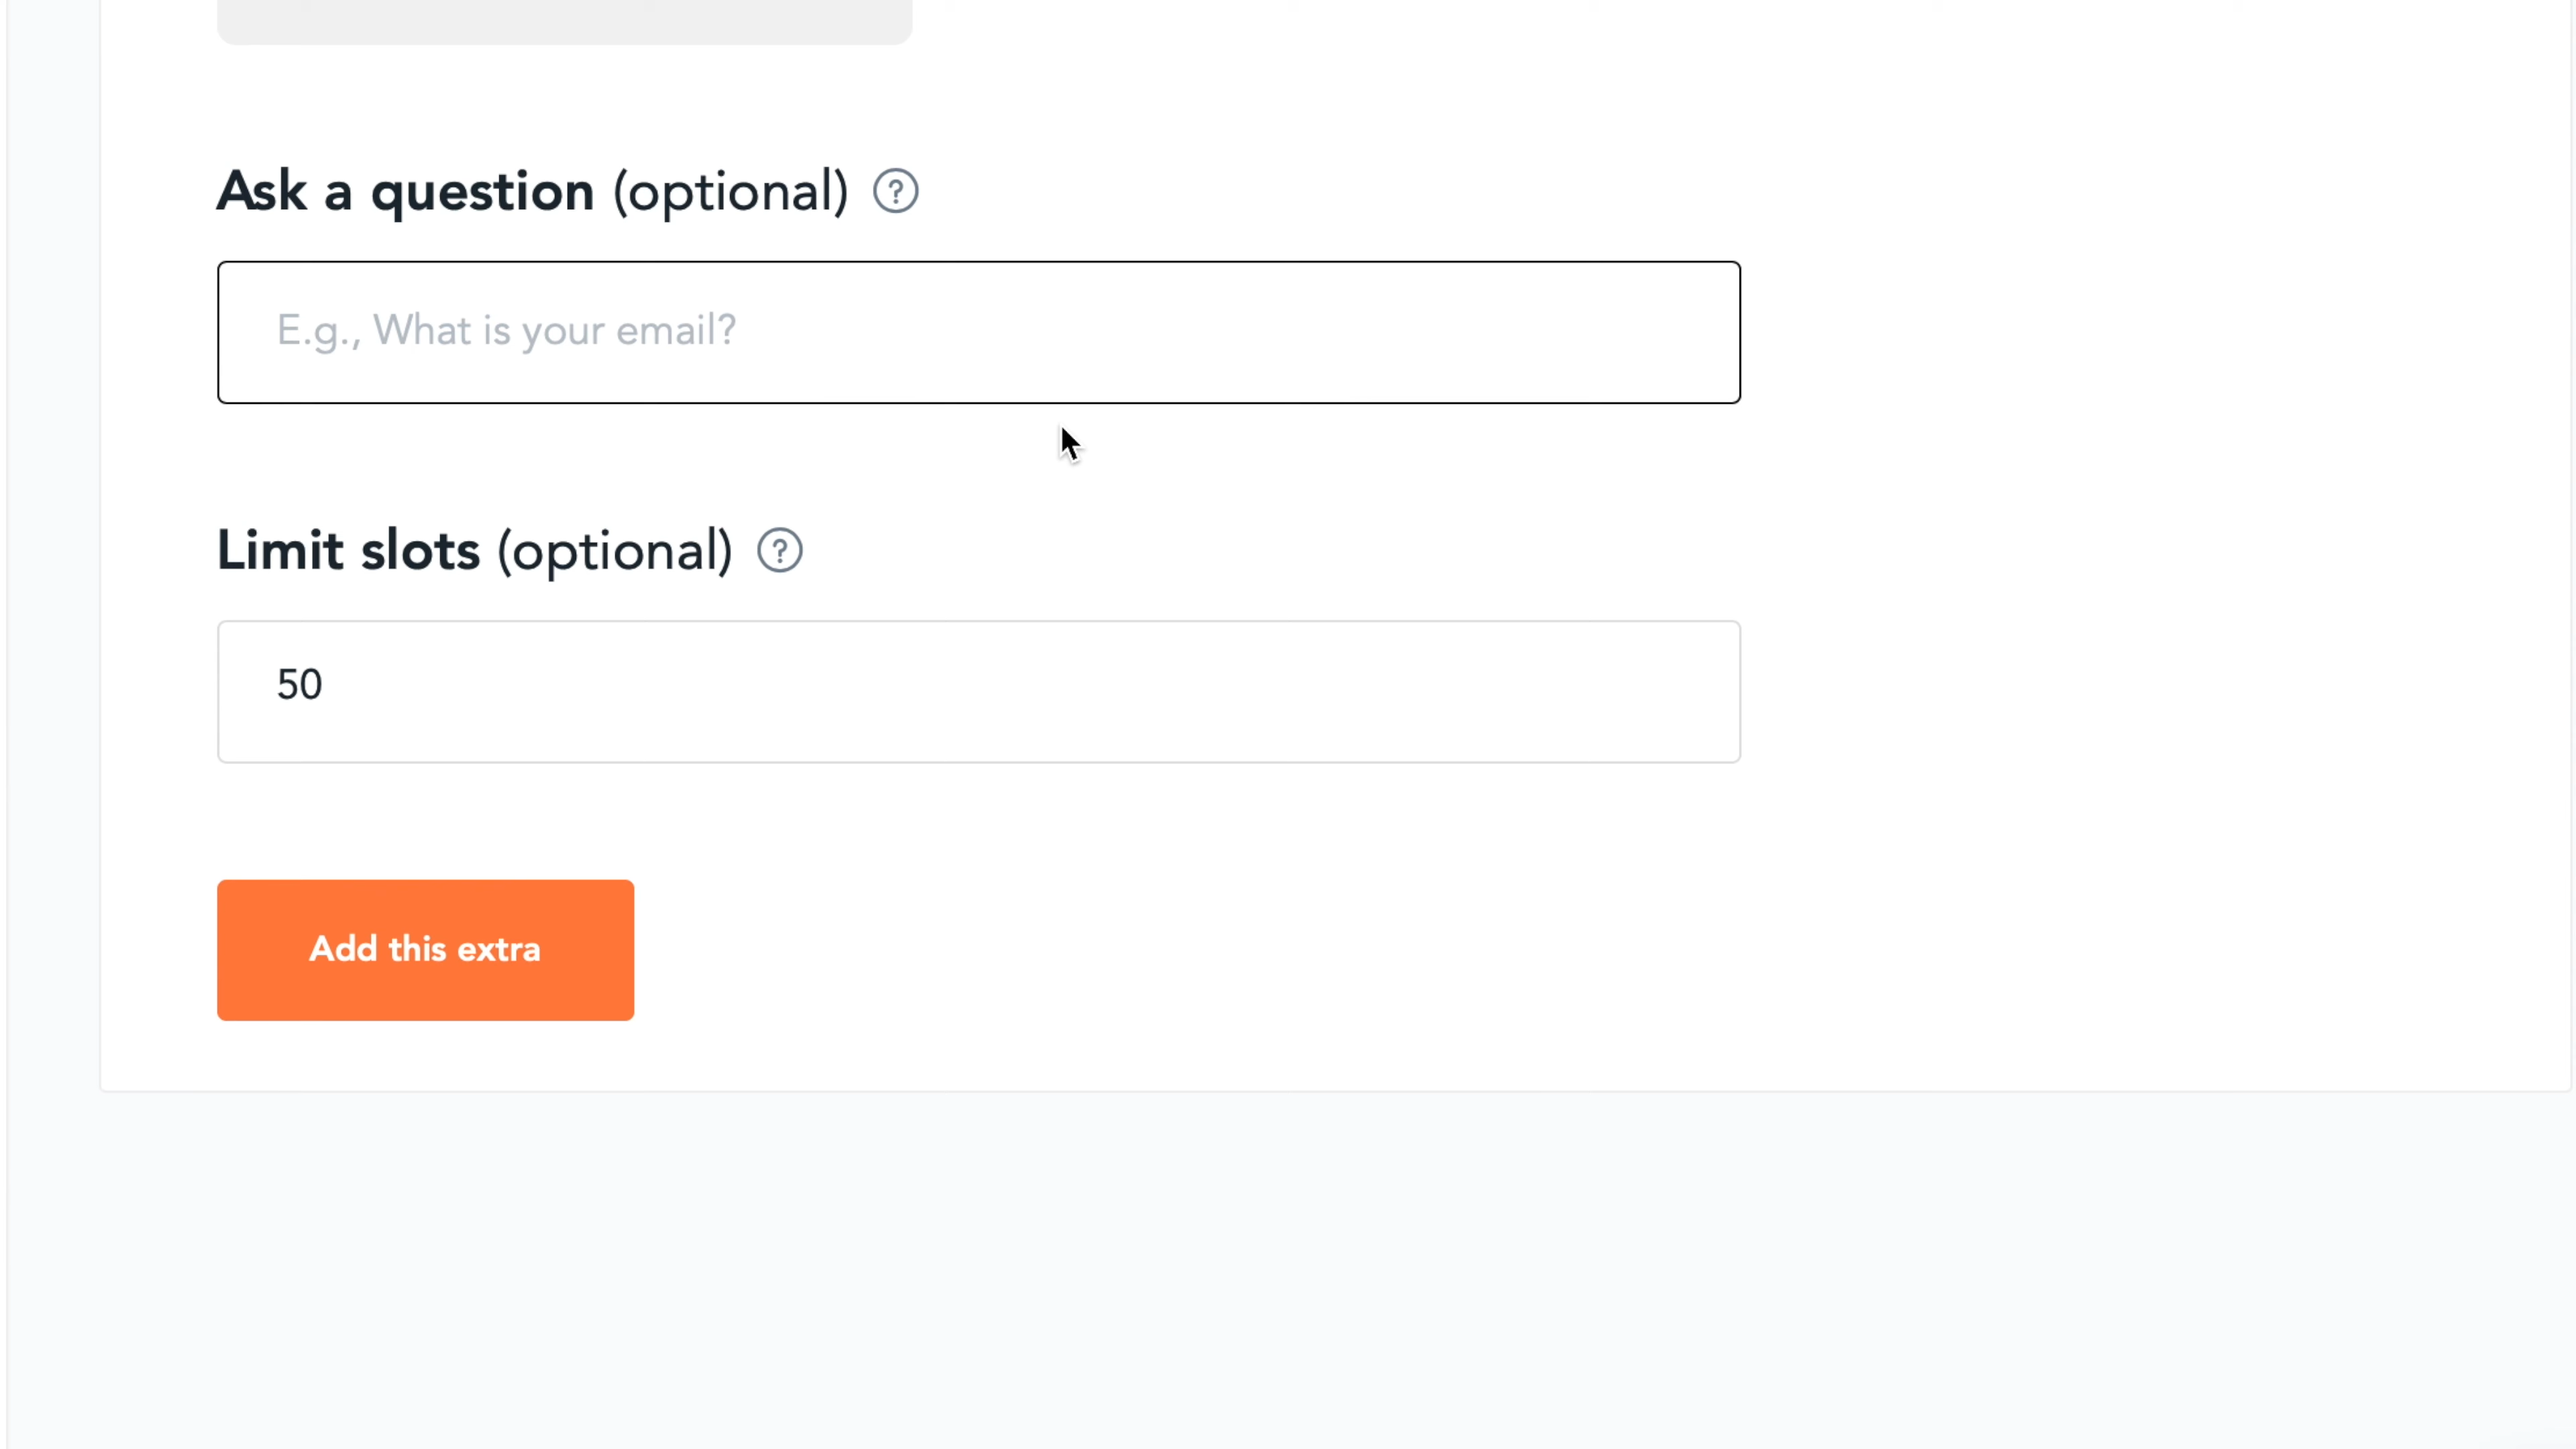 Ask a question (optional) ?
E.g., What is your email?
Limit slots (optional) ?
50
Add this extra